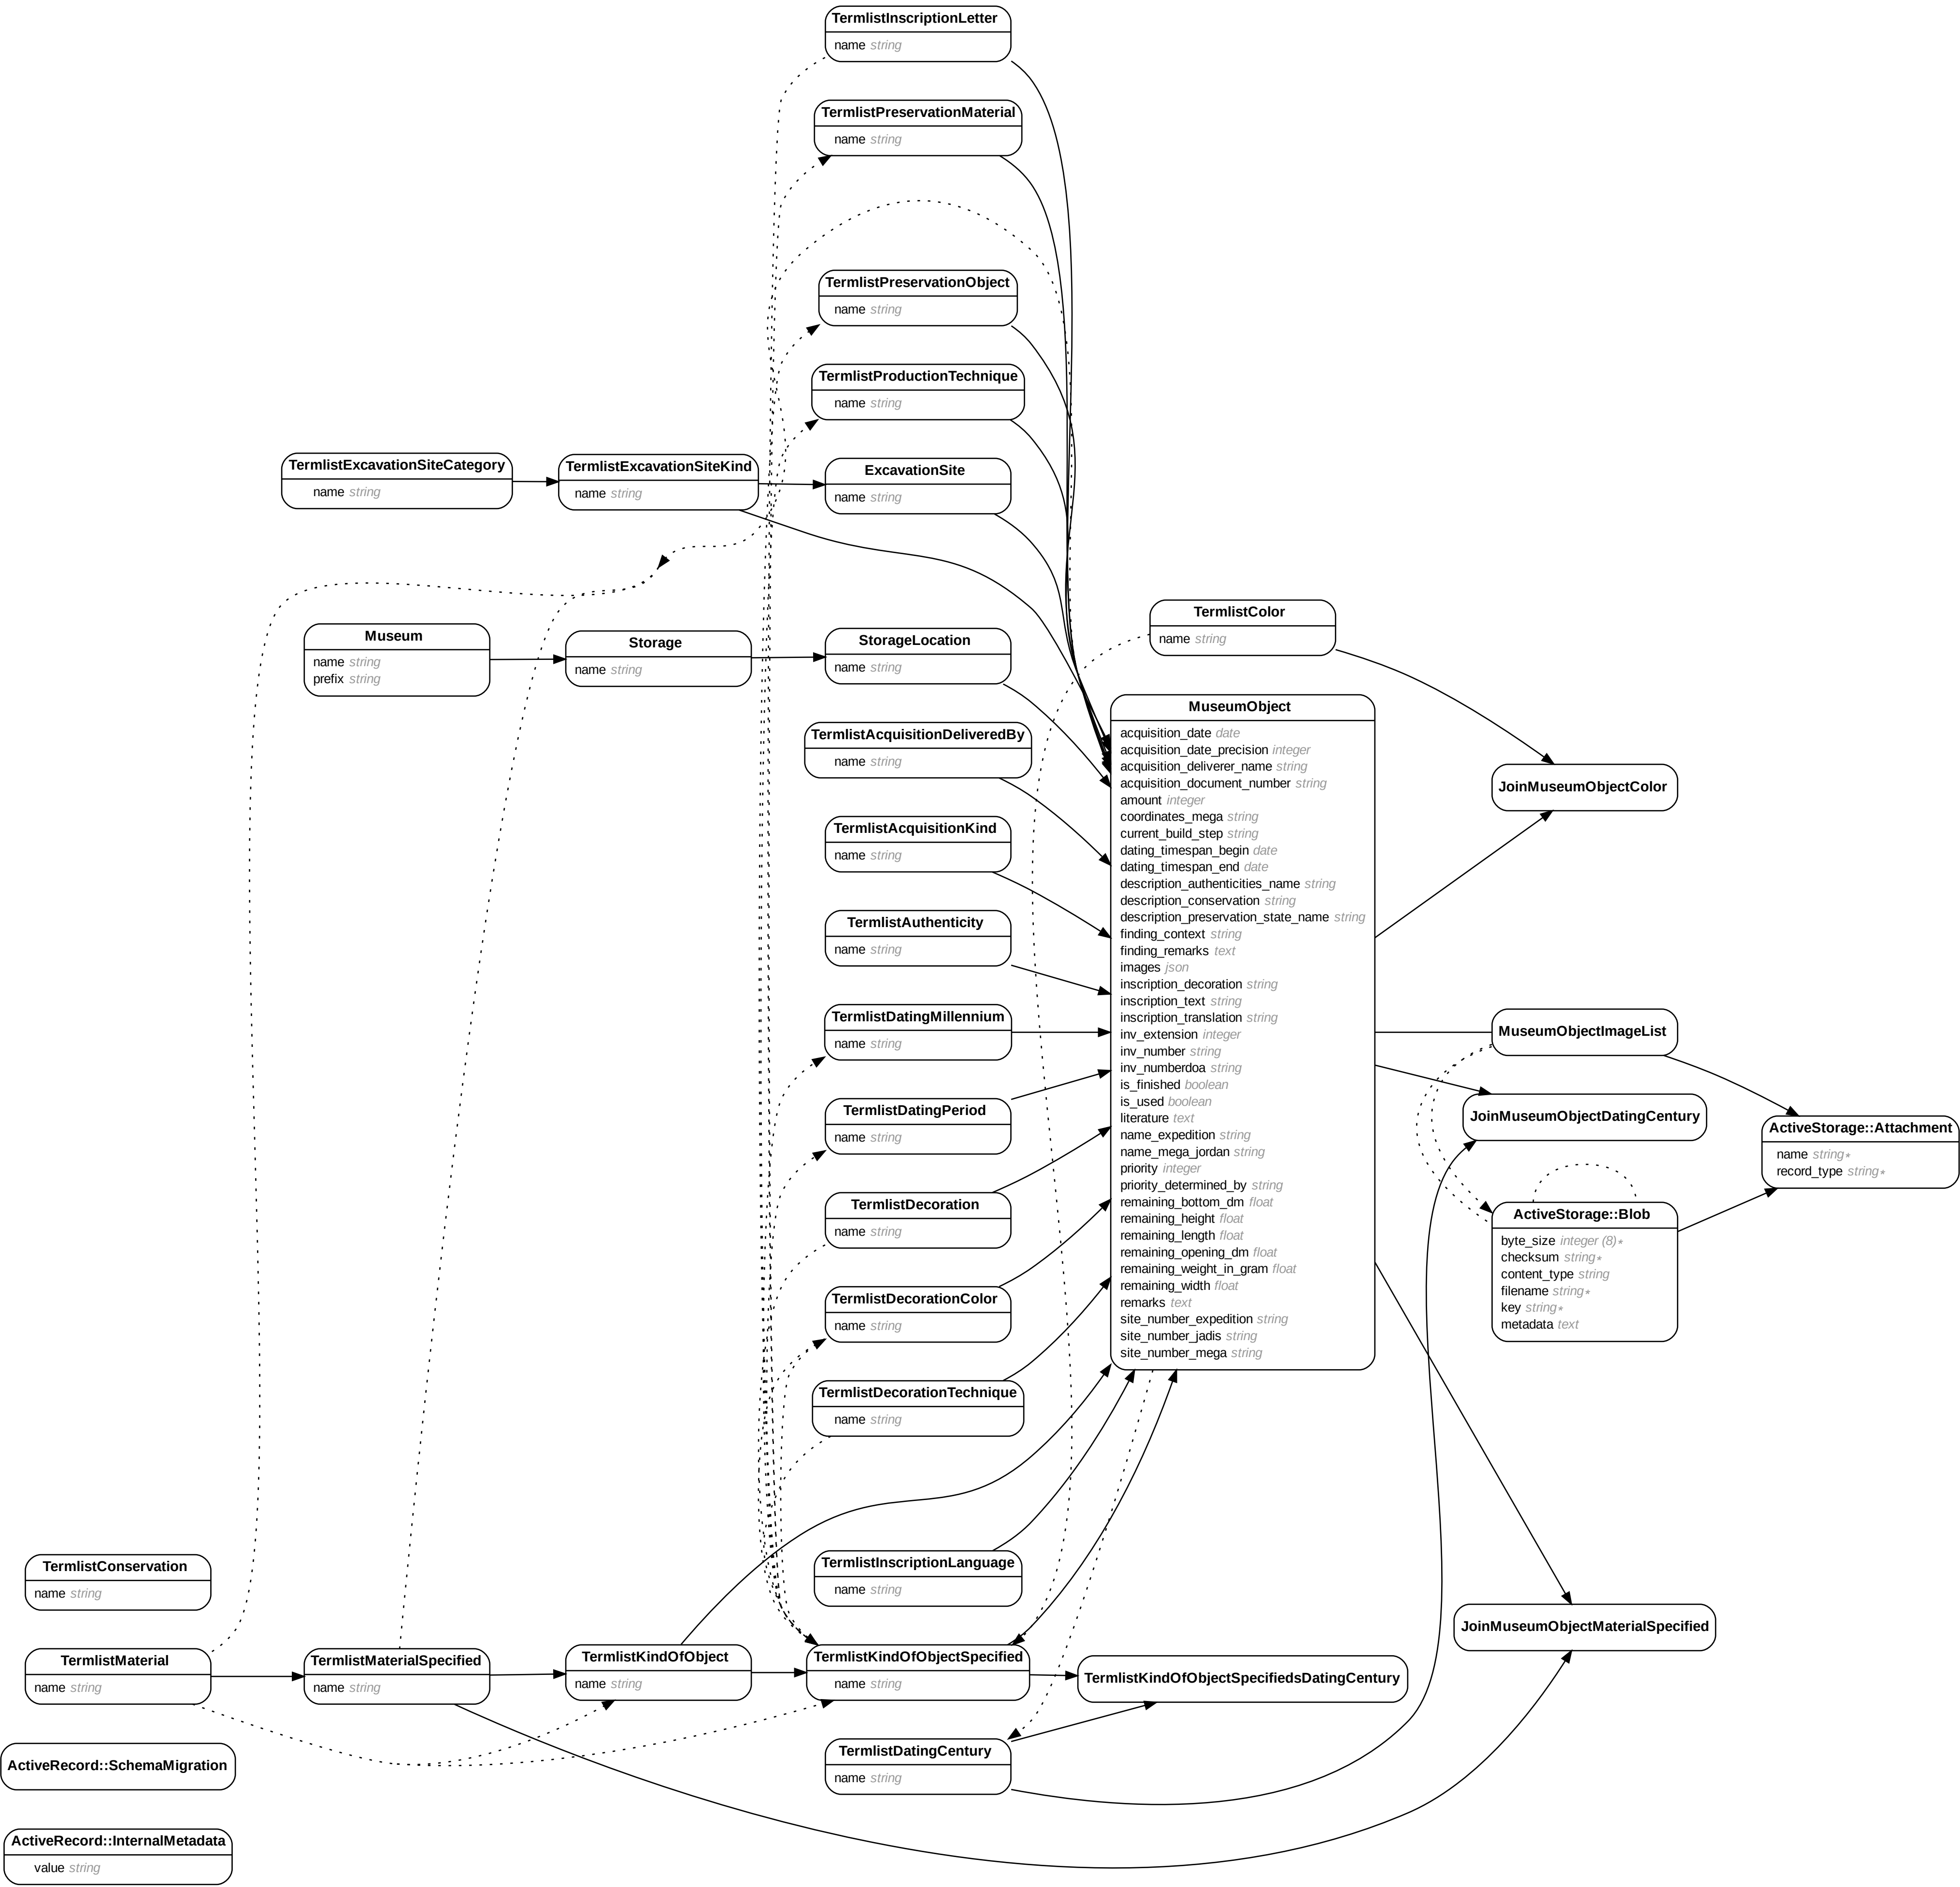 TermlistInscriptionLetter
name string
TermlistPreservationMaterial
name string
TermlistPreservationObject
name string
TermlistProductionTechnique
name string
TermlistExcavationSiteCategory
name string
TermlistExcavationSiteKind
name string
ExcavationSite
name string
Museum
name string
prefix string
Storage
name string
StorageLocation
name string
TermlistColor
name string
TermlistAcquisitionDeliveredBy
name string
TermlistAcquisitionKind
name string
TermlistAuthenticity
name string
TermlistDatingMillennium
name string
TermlistDatingPeriod
name string
TermlistDecoration
name string
TermlistDecorationColor
name string
TermlistDecorationTechnique
name string
MuseumObject
acquisition_date date
acquisition_date_precision integer
acquisition_deliverer_name string
acquisition_document_number string
amount integer
coordinates_mega string
current_build_step string
dating_timespan_begin date
dating_timespan_end date
description_authenticities_name string
description_conservation string
description_preservation_state_name string
finding_context string
finding_remarks text
images json
inscription_decoration string
inscription_text string
inscription_translation string
inv_extension integer
inv_number string
inv_numberdoa string
is_finished boolean
is_used boolean
literature text
name_expedition string
name_mega_jordan string
priority integer
priority_determined_by string
remaining_bottom_dm float
remaining_height float
remaining_length float
remaining_opening_dm float
remaining_weight_in_gram float
remaining_width float
remarks text
site_number_expedition string
site_number_jadis string
site_number_mega string
JoinMuseumObjectColor
MuseumObjectImageList
JoinMuseumObjectDatingCentury
ActiveStorage::Attachment
name string∗
record_type string∗
ActiveStorage::Blob
byte_size integer (8)∗
checksum string∗
content_type string
filename string∗
key string∗
metadata text
TermlistConservation
name string
TermlistInscriptionLanguage
name string
JoinMuseumObjectMaterialSpecified
TermlistMaterial
name string
TermlistMaterialSpecified
name string
TermlistKindOfObject
name string
TermlistKindOfObjectSpecified
name string
TermlistKindOfObjectSpecifiedsDatingCentury
TermlistDatingCentury
name string
ActiveRecord::SchemaMigration
ActiveRecord::InternalMetadata
value string